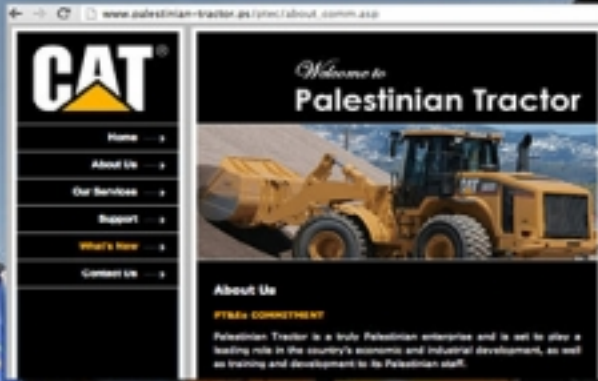 www.palestinian-tractor.ps/ptec/about_comm.asp
CAT®
Welcome to
Palestinian Tractor
Home
About Us
Our Services
Support
What's New
Contact Us
CAT
About Us
COMMITMENT
Palestinian Tractor is a truly Palestinian enterprise and is set to play a
leading role in the country's economic and industrial development, as well
as training and development to its Palestinian staff.